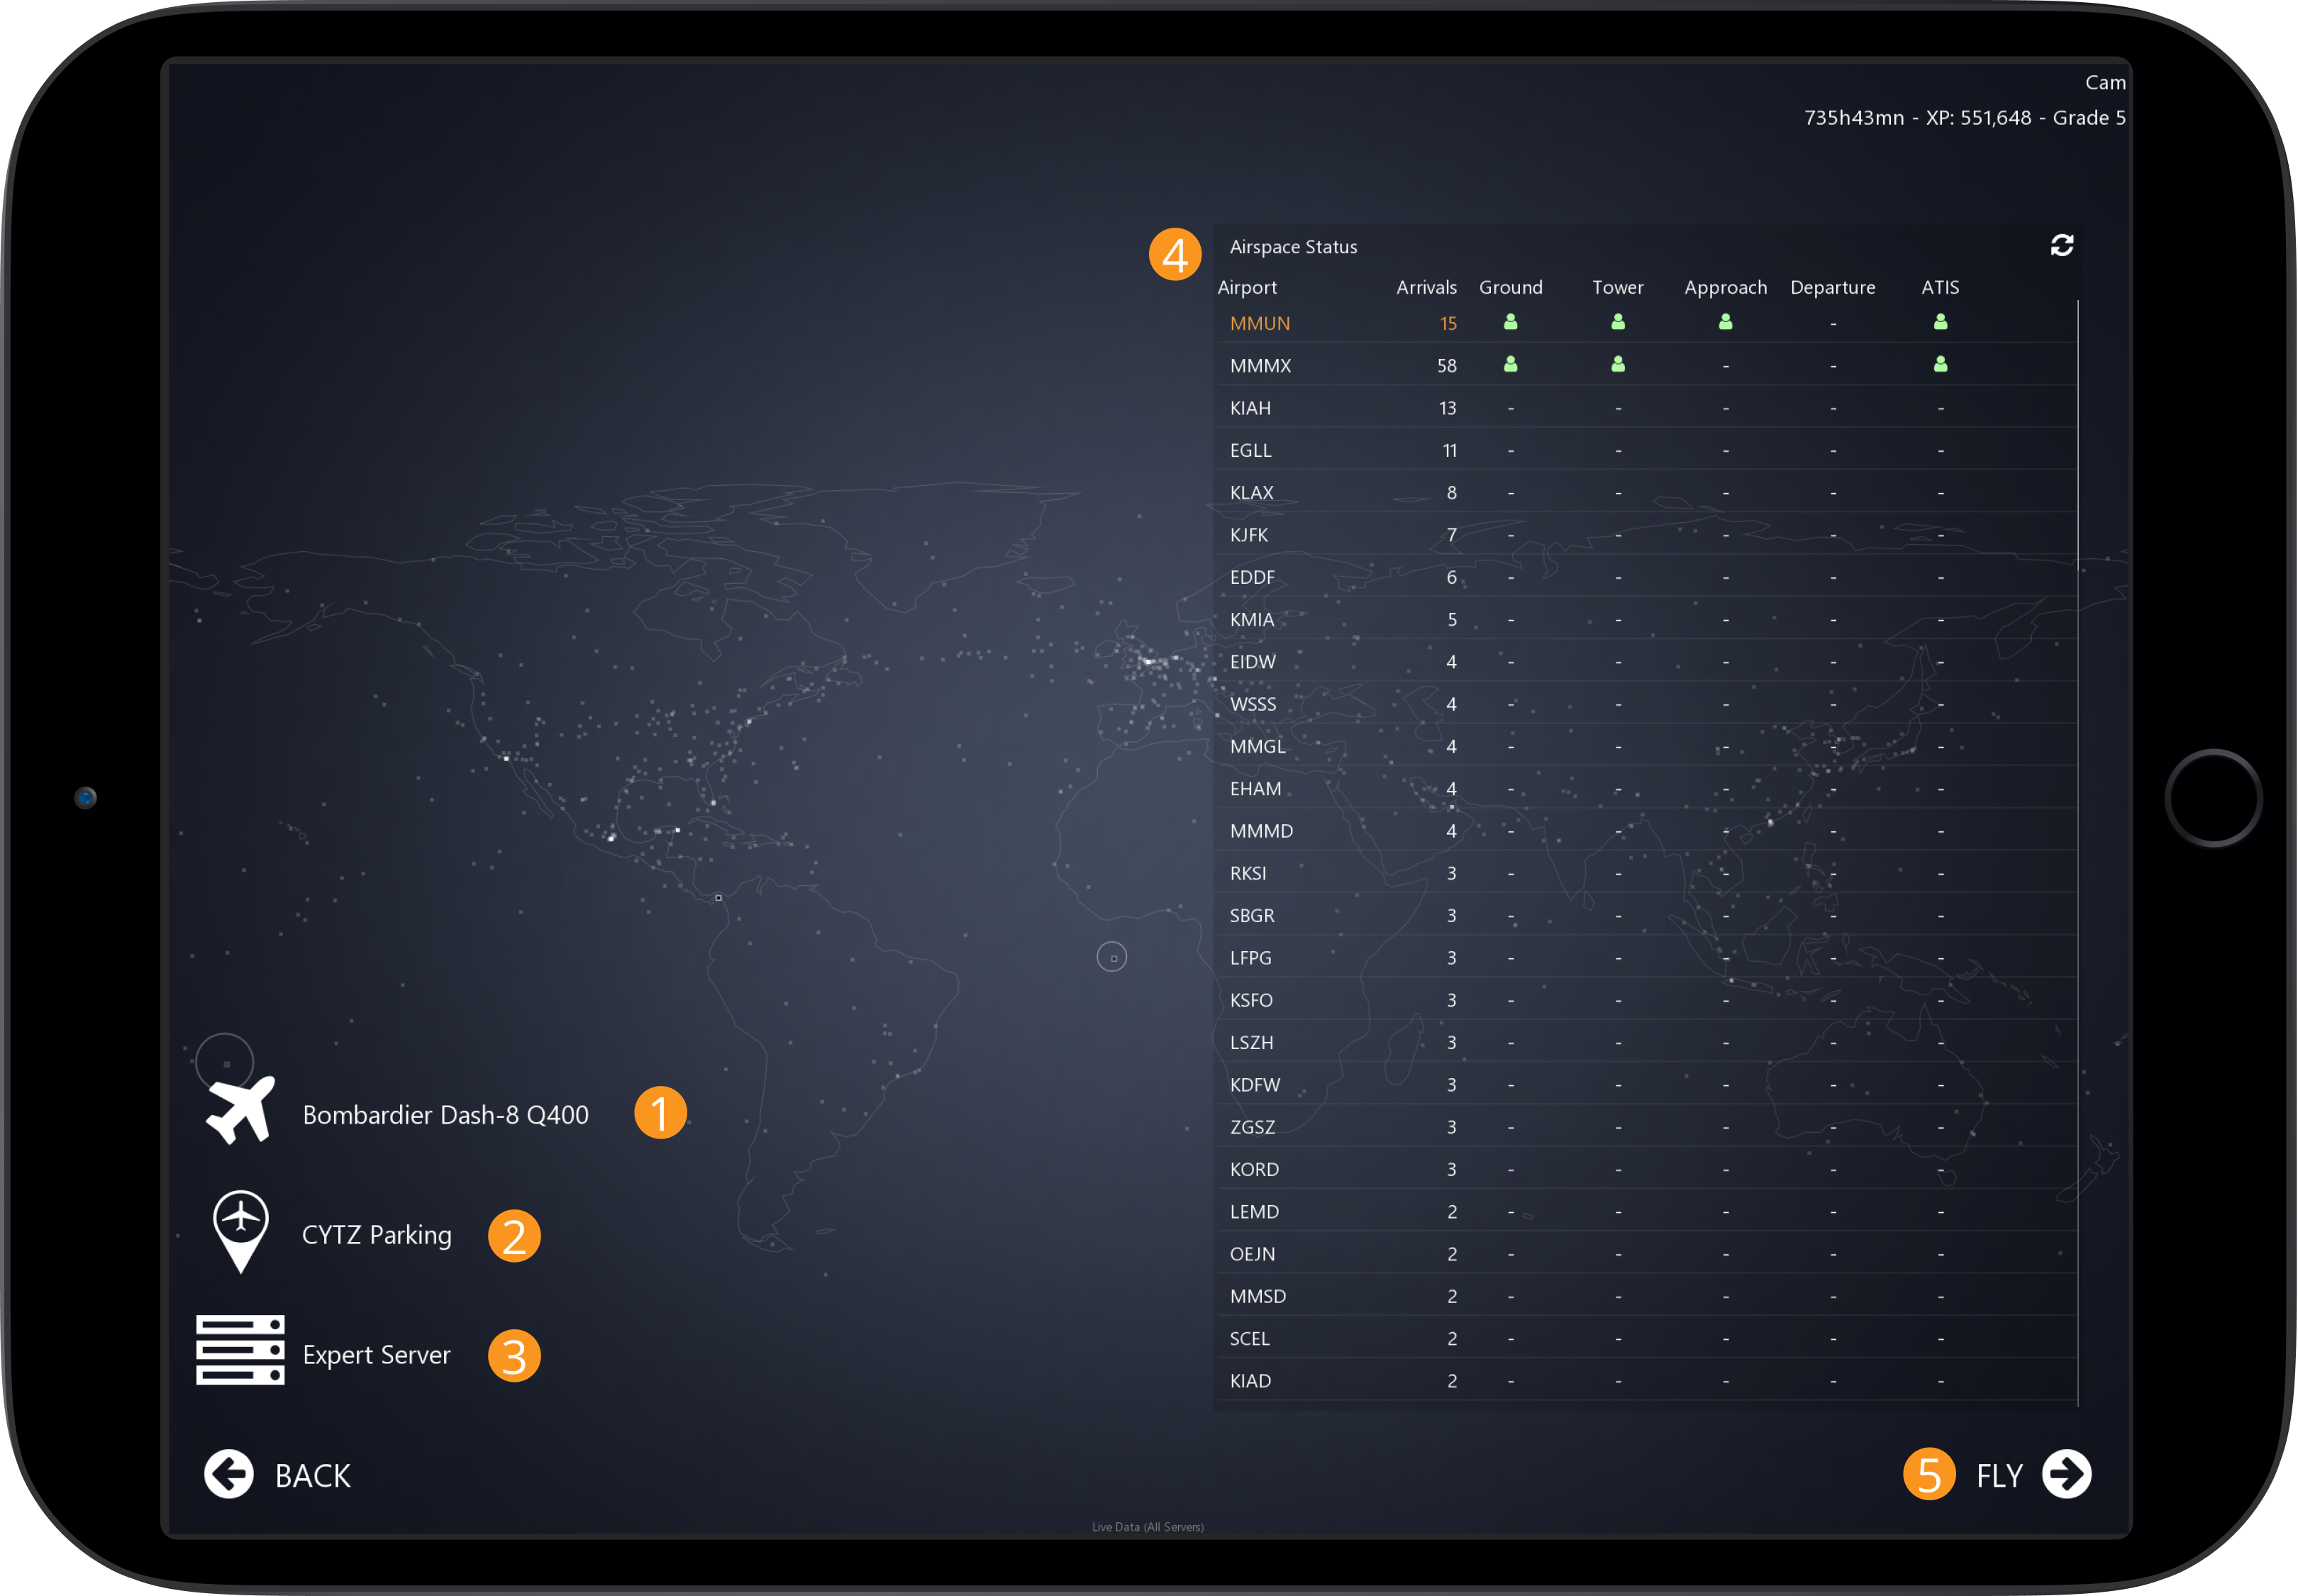 Cam
735h43mn - XP: 551,648 - Grade 5
4
Airspace Status
Airport Arrivals Ground Tower Approach Departure ATIS
MMUN 15 -
MMMX 58 - -
KIAH 13 - - - - -
EGLL 11 - - - - -
KLAX 8 - - - - -
KJFK 7 - - - - -
EDDF 6 - - - - -
KMIA 5 - - - - -
EIDW 4 - - - - -
WSSS 4 - - - - -
MMGL 4 - - - - -
EHAM 4 - - - - -
MMMD 4 - - - - -
RKSI 3 - - - - -
SBGR 3 - - - - -
LFPG 3 - - - - -
KSFO 3 - - - - -
LSZH 3 - - - - -
KDFW 3 - - - - -
ZGSZ 3 - - - - -
KORD 3 - - - - -
LEMD 2 - - - - -
OEJN 2 - - - - -
MMSD 2 - - - - -
SCEL 2 - - - - -
KIAD 2 - - - - -
Bombardier Dash-8 Q400 1
CYTZ Parking 2
Expert Server 3
BACK
5 FLY
Live Data (All Servers)